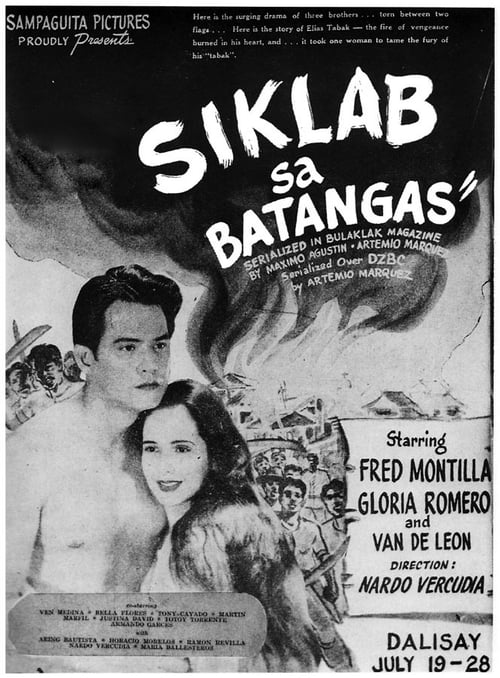 SAMPAGUITA PICTURES
PROUDLY Presents
Here is the surging drama of three brothers . . . torn between two
flags . . . Here is the story of Elias Tabak — the fire of vengeance
burned in his heart, and . . . it took one woman to tame the fury of
his "tabak".
SIKLAB
sa
BATANGAS"
SERIALIZED IN BULAKLAK MAGAZINE
BY MAXIMO AGUSTIN - ARTEMIO MARQUE
Serialized Over DZBC
by ARTEMIO MARQUEZ
Starring
FRED MONTILLA
GLORIA ROMERO
and
VAN DE LEON
DIRECTION:
NARDO VERCUDIA
co-starring
VEN MEDINA * BELLA FLORES * TONY CAYADO * MARTIN
MARFIL * JUSTINA DAVID * TOTOY TORRENTE
ARMANDO GARCES
with
ARING BAUTISTA * HORACIO MORELOS * RAMON REVILLA
NARDO VERCUDIA * MARIA BALLESTEROS
DALISAY
JULY 19-28